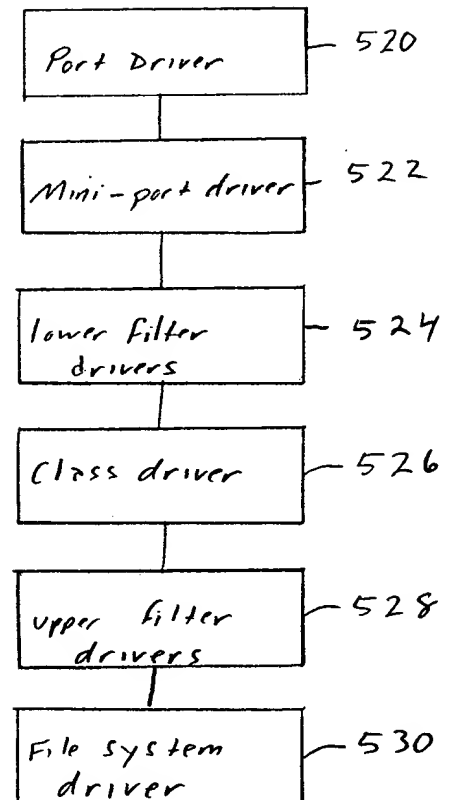 Port Driver
520
Mini-port driver
522
lower filter
drivers
524
Class driver
526
upper filter
drivers
528
File system
driver
530